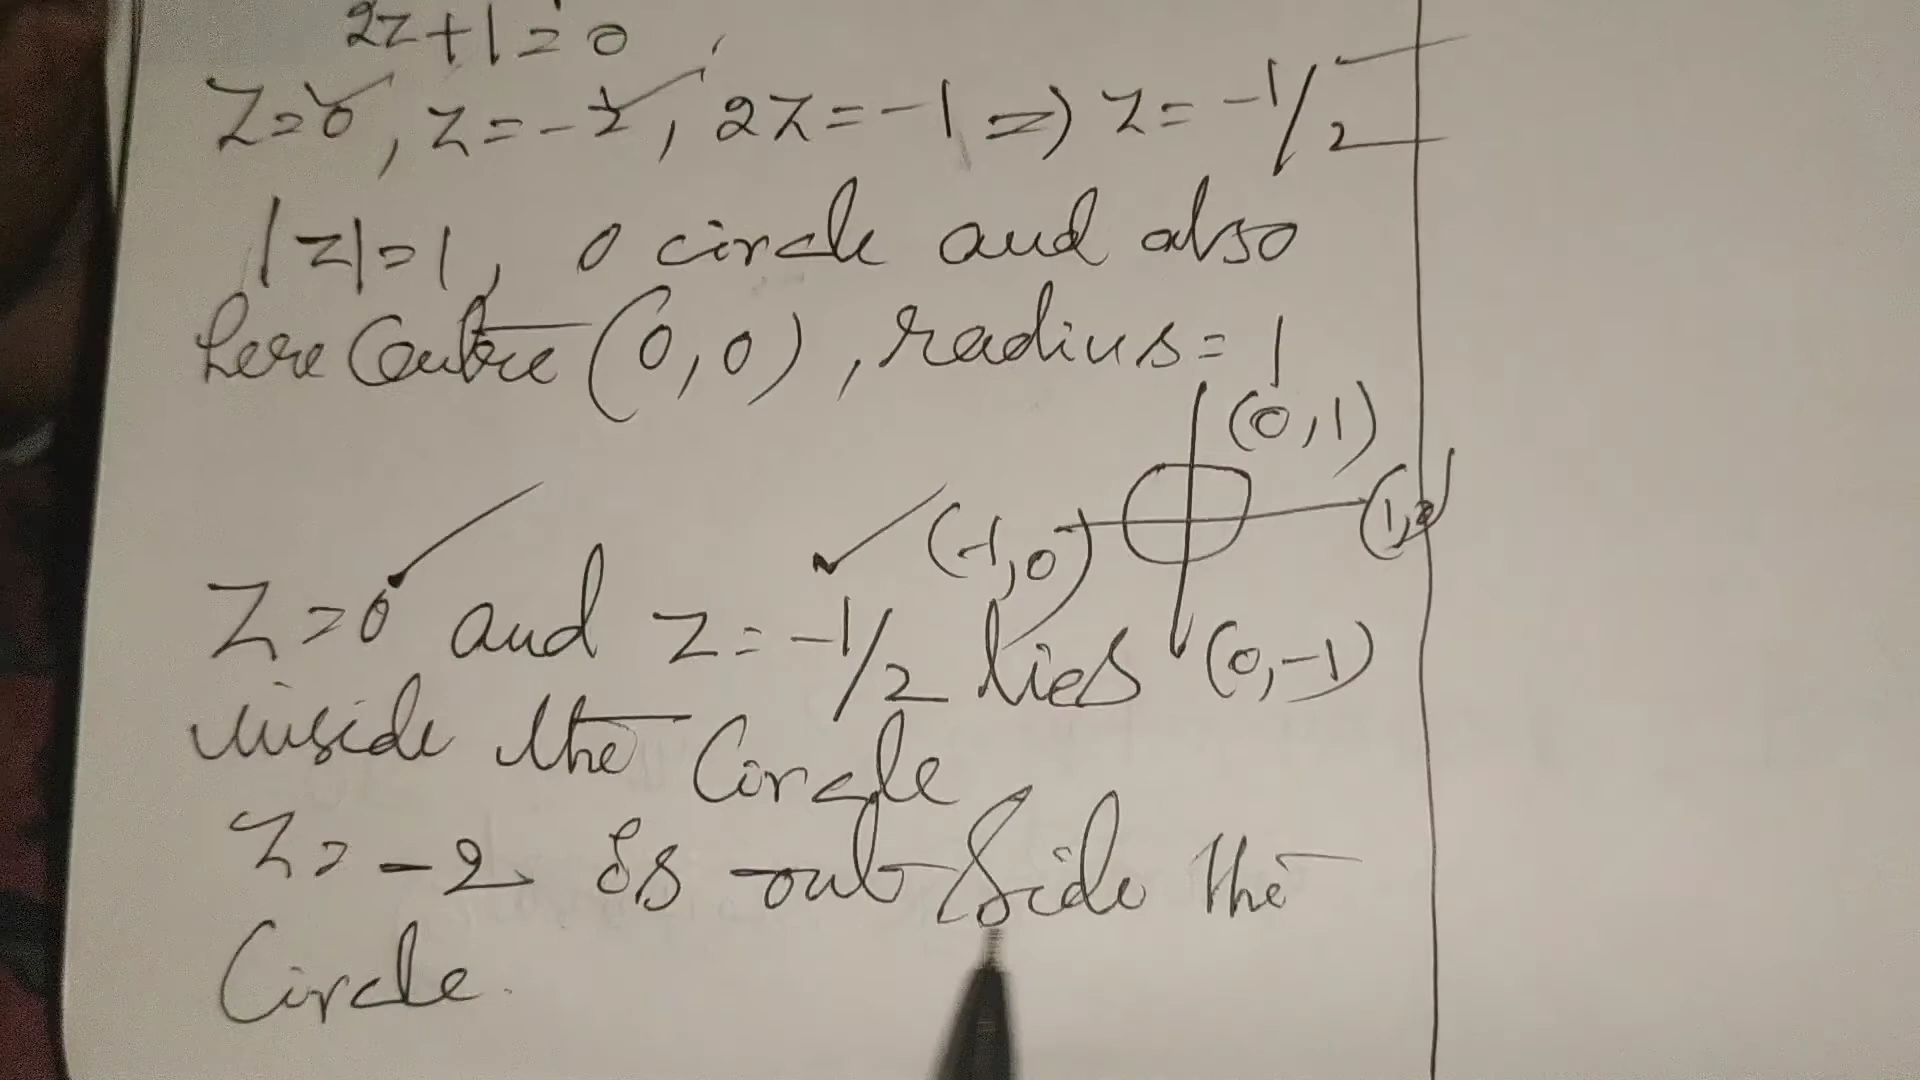 2z+1=0
z=0, z=-2, 2z=-1 => z=-1/2
|z|=1, 0 circle and also
here Centre (0,0), radius=1
(0,1)
(-1,0) (1,0)
z=0 and z=-1/2 lies (0,-1)
inside the Circle
z=-2 is outside the
Circle.